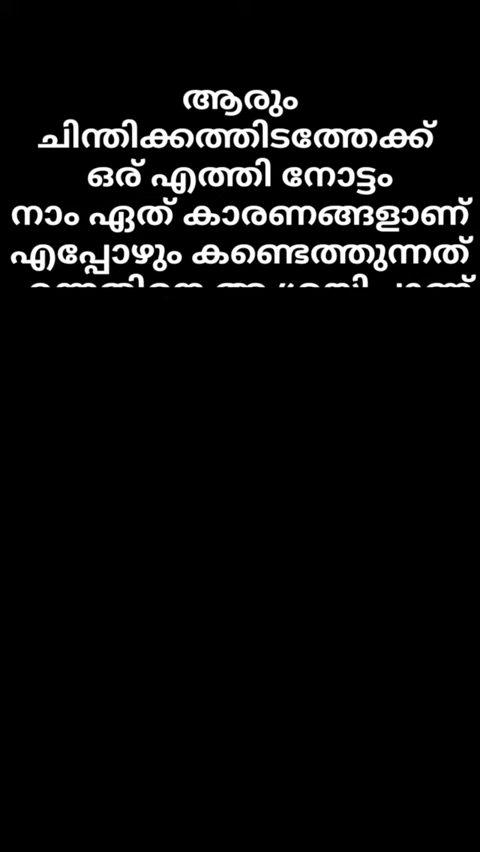 ആരും
ചിന്തിക്കത്തിടത്തേക്ക്
ഒര് എത്തി നോട്ടം
നാം ഏത് കാരണങ്ങളാണ്
എപ്പോഴും കണ്ടെത്തുന്നത്